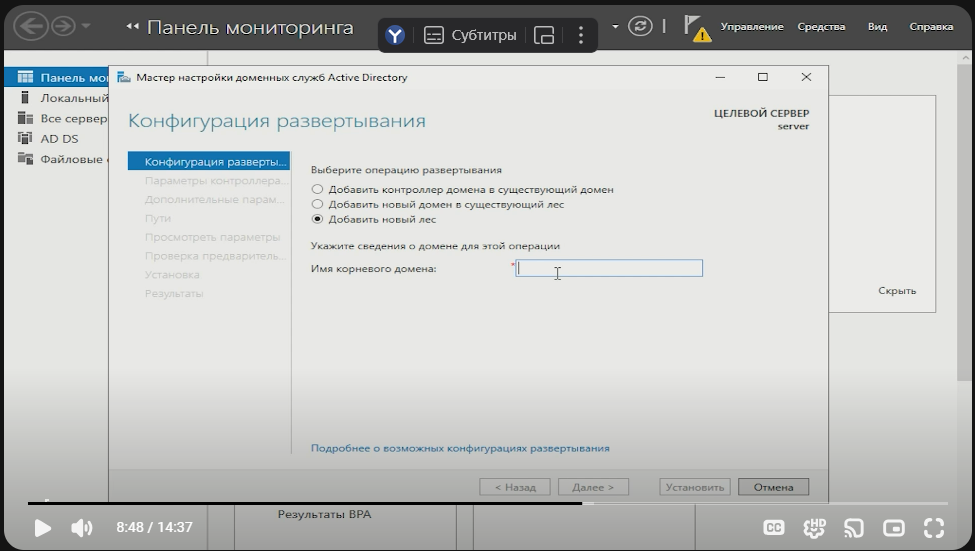 Панель мониторинга
Субтитры
Управление Средства Вид Справка
Панель мо
Локальный
Все сервер
AD DS
Файловые
Мастер настройки доменных служб Active Directory
Конфигурация развертывания
ЦЕЛЕВОЙ СЕРВЕР
server
Конфигурация разверты...
Параметры контроллера...
Дополнительные парам...
Пути
Просмотреть параметры
Проверка предваритель...
Установка
Результаты
Выберите операцию развертывания
Добавить контроллер домена в существующий домен
Добавить новый домен в существующий лес
Добавить новый лес
Укажите сведения о домене для этой операции
Имя корневого домена: *
Скрыть
Подробнее о возможных конфигурациях развертывания
< Назад Далее > Установить Отмена
Результаты BPA
8:48 / 14:37
CC HD